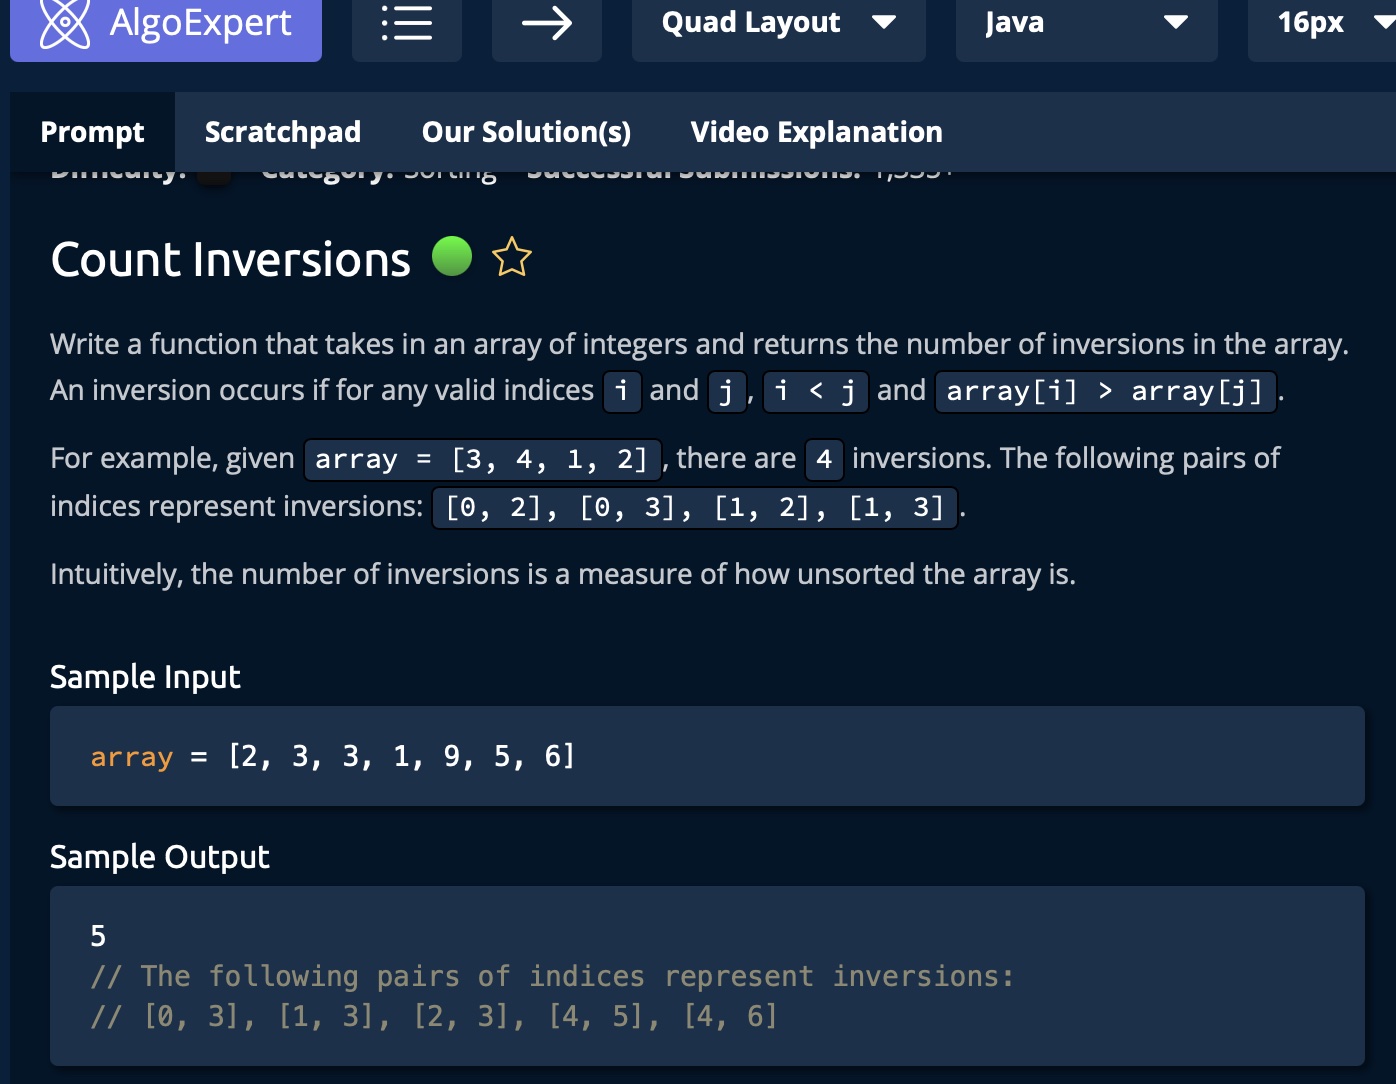 AlgoExpert
Quad Layout
Java
16px
Prompt Scratchpad Our Solution(s) Video Explanation
Difficulty: Category: Sorting Successful Submissions:
Count Inversions
Write a function that takes in an array of integers and returns the number of inversions in the array.
An inversion occurs if for any valid indices i and j, i < j and array[i] > array[j].
For example, given array = [3, 4, 1, 2], there are 4 inversions. The following pairs of
indices represent inversions: [0, 2], [0, 3], [1, 2], [1, 3].
Intuitively, the number of inversions is a measure of how unsorted the array is.
Sample Input
array = [2, 3, 3, 1, 9, 5, 6]
Sample Output
5
// The following pairs of indices represent inversions:
// [0, 3], [1, 3], [2, 3], [4, 5], [4, 6]